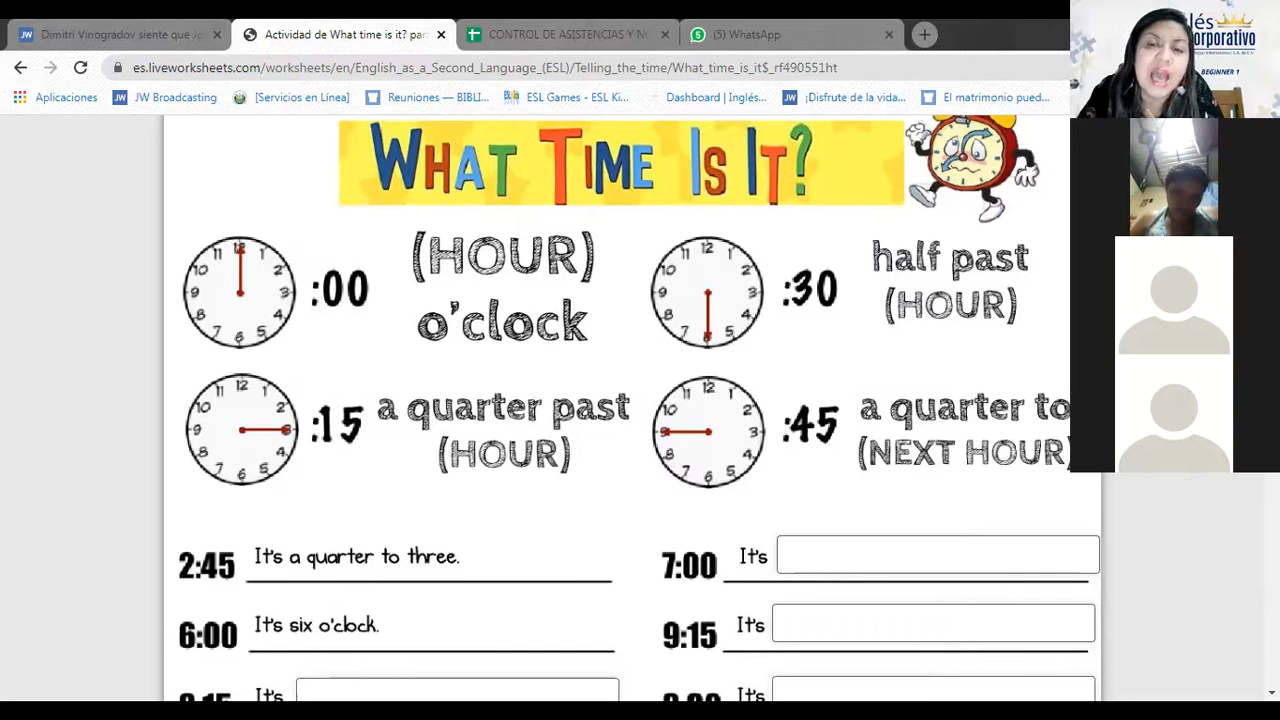 Dimitri Vinográdov siente que Je
Actividad de What time is it? par
CONTROL DE ASISTENCIAS Y N
(5) WhatsApp
es.liveworksheets.com/worksheets/en/English_as_a_Second_Language_(ESL)/Telling_the_time/What_time_is_it$_rf490551ht
Aplicaciones
JW Broadcasting
[Servicios en Línea]
Reuniones — BIBLI...
ESL Games - ESL Ki...
Dashboard | Inglés...
¡Disfrute de la vida...
El matrimonio pued...
BEGINNER 1
WHAT TIME IS IT?
:00
(HOUR)
o'clock
:30
half past
(HOUR)
:15
a quarter past
(HOUR)
:45
a quarter to
(NEXT HOUR)
2:45 It's a quarter to three.
7:00 It's
6:00 It's six o'clock.
9:15 It's
It's
It's